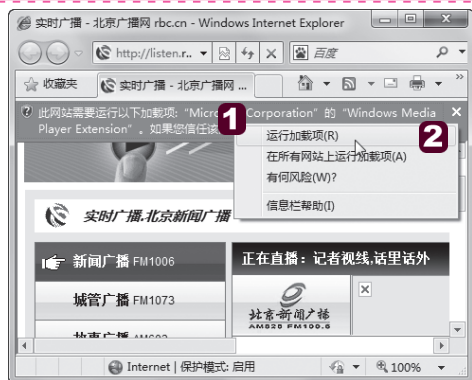 实时广播 - 北京广播网 rbc.cn - Windows Internet Explorer
http://listen.r..
百度
收藏夹
实时广播 - 北京广播网 ...
此网站需要运行以下加载项: “Micr 1 Corporation” 的 “Windows Media
Player Extension”。如果您信任该
运行加载项(R) 2
在所有网站上运行加载项(A)
有何风险(W)?
信息栏帮助(I)
实时广播.北京新闻广播
新闻广播 FM1006
正在直播：记者视线,话里话外
城管广播 FM1073
北京新闻广播
AM828 FM100.6
故事广播 AM603
Internet | 保护模式: 启用
100%